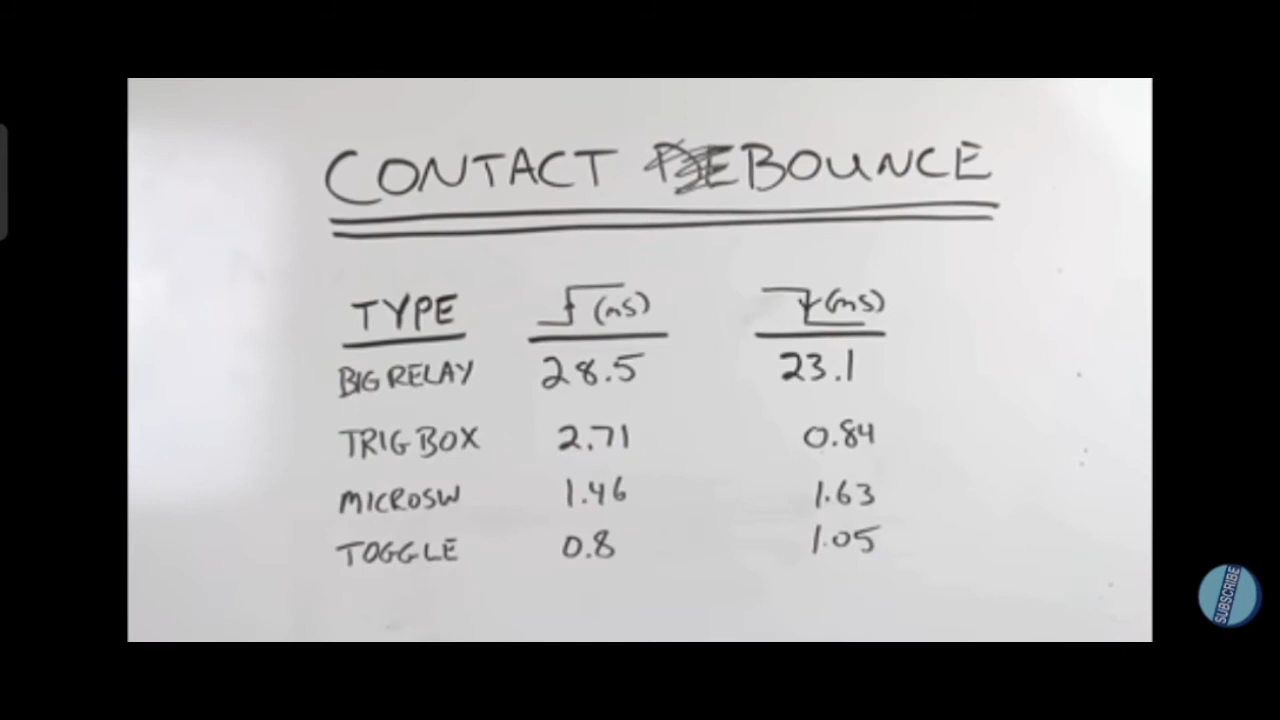 CONTACT BOUNCE
TYPE (ms) (ms)
BIG RELAY 28.5 23.1
TRIG BOX 2.71 0.84
MICROSW 1.46 1.63
TOGGLE 0.8 1.05
SUBSCRIBE